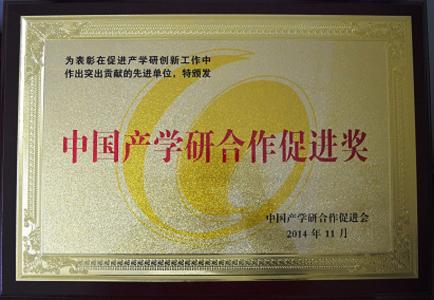 为表彰在促进产学研创新工作中
作出突出贡献的先进单位，特颁发
中国产学研合作促进奖
中国产学研合作促进会
2014 年 11 月